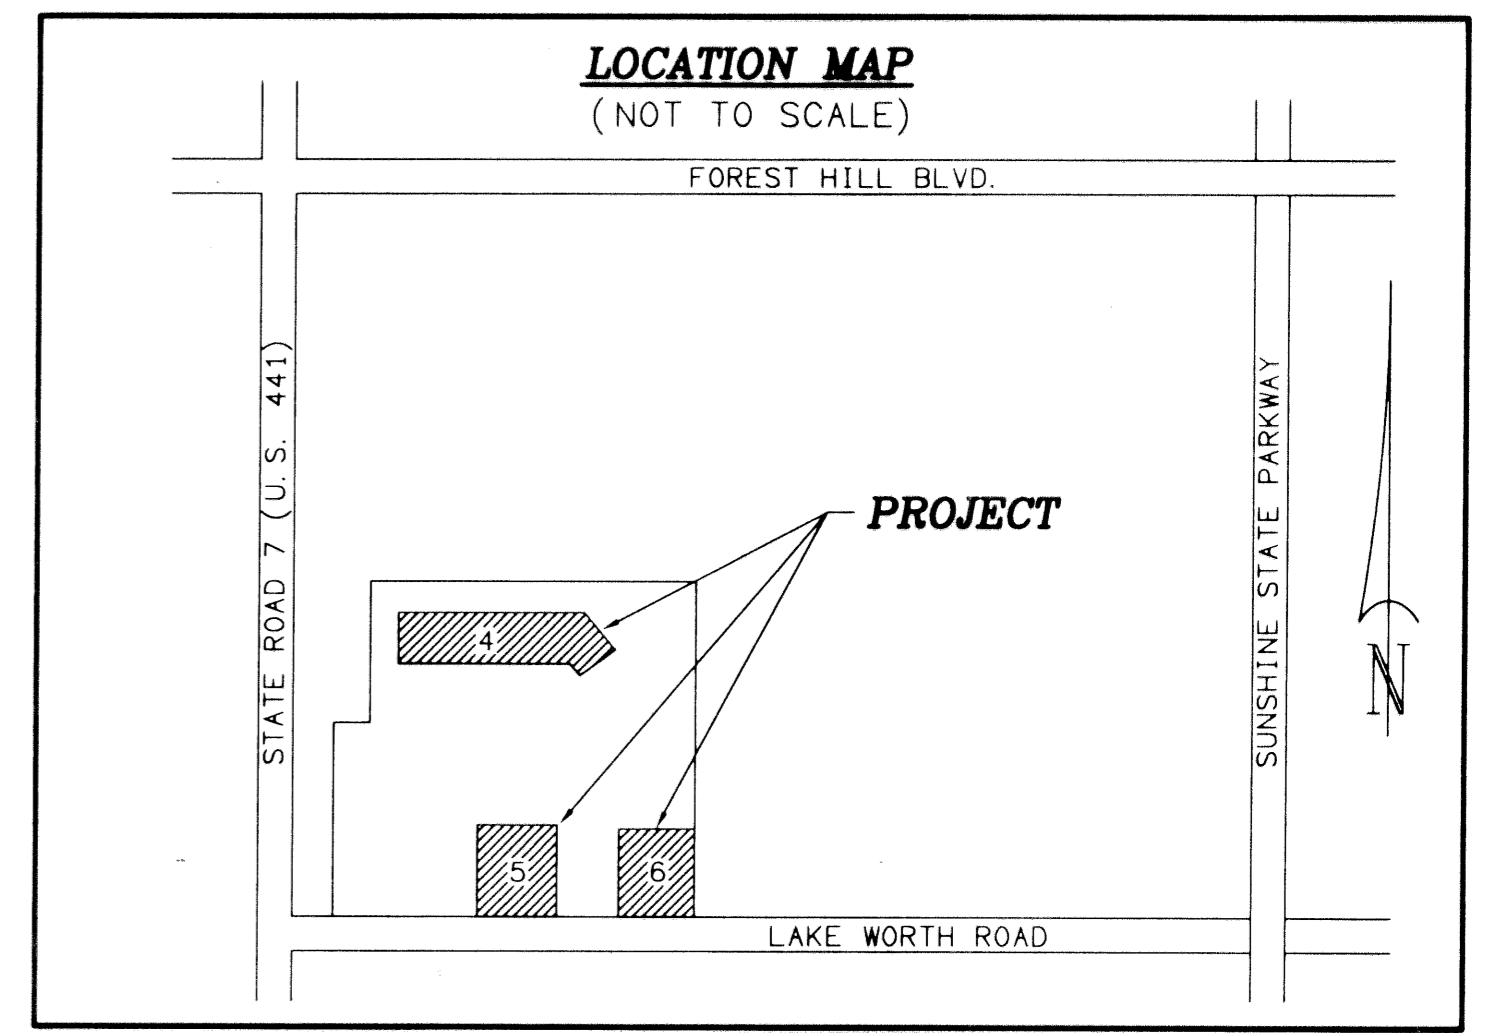 LOCATION MAP
(NOT TO SCALE)
FOREST HILL BLVD.
STATE ROAD 7 (U.S. 441)
SUNSHINE STATE PARKWAY
PROJECT
4
N
5
6
LAKE WORTH ROAD